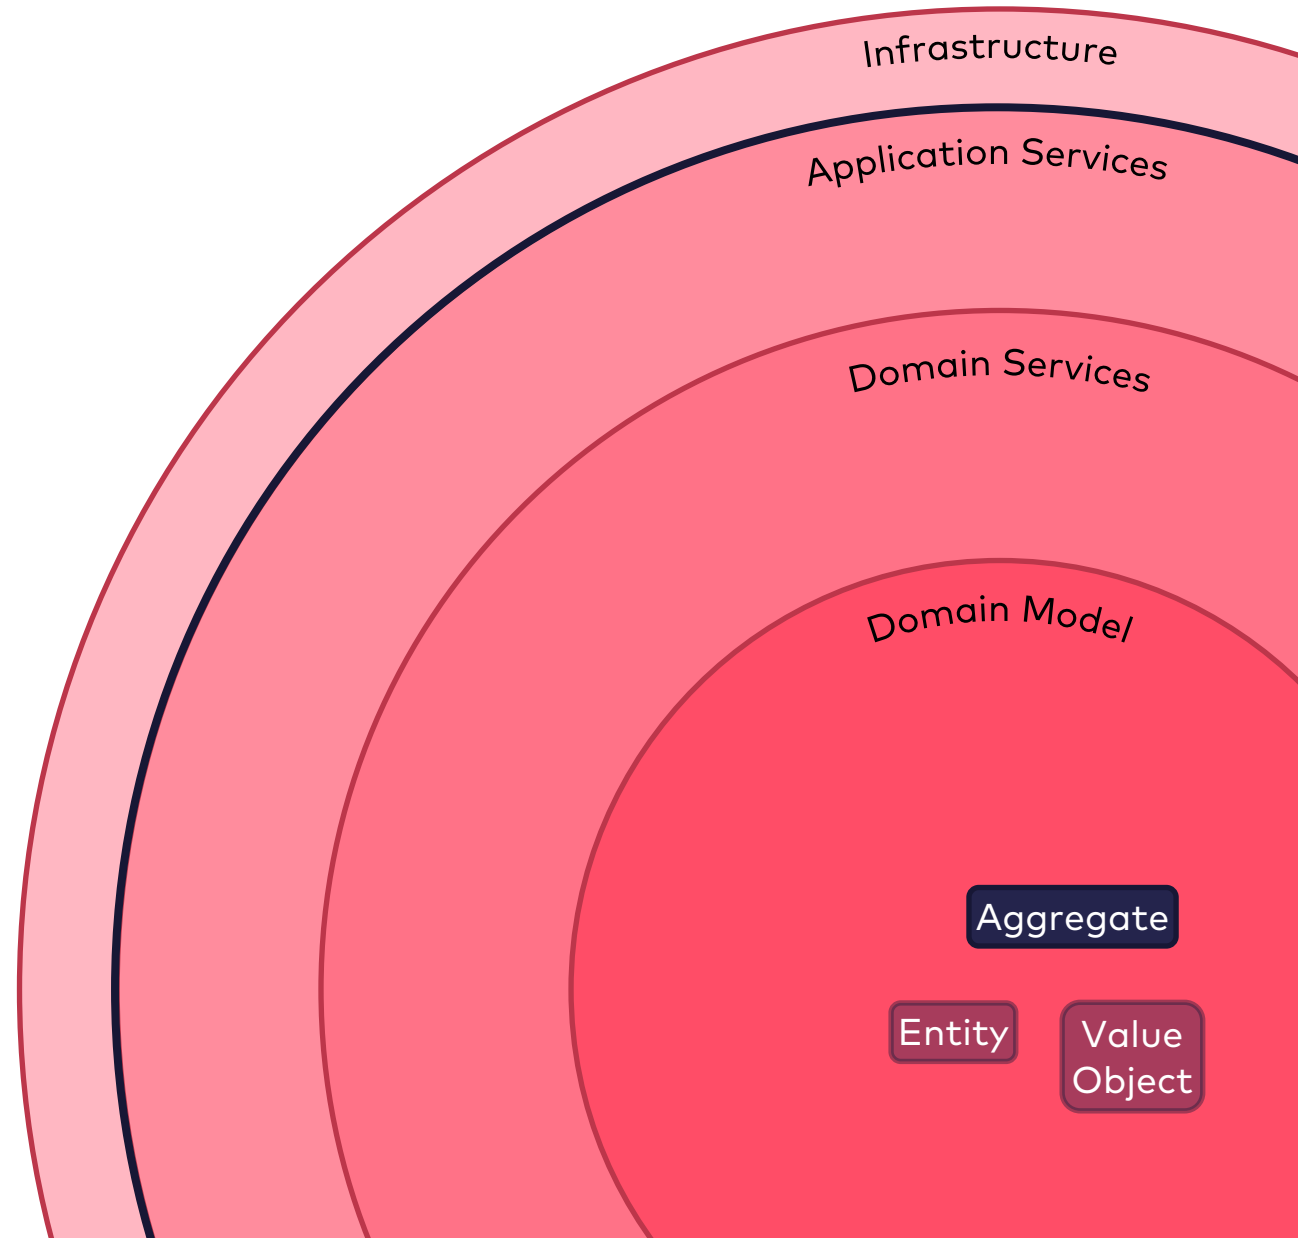 Infrastructure
Application Services
Domain Services
Domain Model
Aggregate
Entity
Value
Object